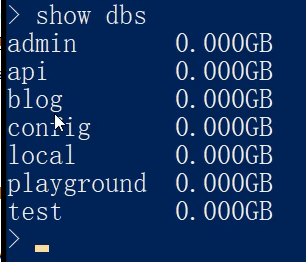 > show dbs
admin 0.000GB
api 0.000GB
blog 0.000GB
config 0.000GB
local 0.000GB
playground 0.000GB
test 0.000GB
>